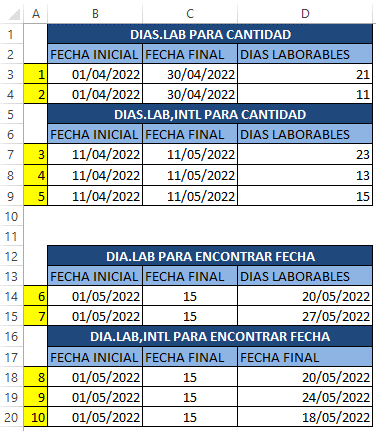 A B C D
1 DIAS.LAB PARA CANTIDAD
2 FECHA INICIAL FECHA FINAL DIAS LABORABLES
3 1 01/04/2022 30/04/2022 21
4 2 01/04/2022 30/04/2022 11
5 DIAS.LAB,INTL PARA CANTIDAD
6 FECHA INICIAL FECHA FINAL DIAS LABORABLES
7 3 11/04/2022 11/05/2022 23
8 4 11/04/2022 11/05/2022 13
9 5 11/04/2022 11/05/2022 15
10
11
12 DIA.LAB PARA ENCONTRAR FECHA
13 FECHA INICIAL FECHA FINAL DIAS LABORABLES
14 6 01/05/2022 15 20/05/2022
15 7 01/05/2022 15 27/05/2022
16 DIA.LAB,INTL PARA ENCONTRAR FECHA
17 FECHA INICIAL FECHA FINAL FECHA FINAL
18 8 01/05/2022 15 20/05/2022
19 9 01/05/2022 15 24/05/2022
20 10 01/05/2022 15 18/05/2022